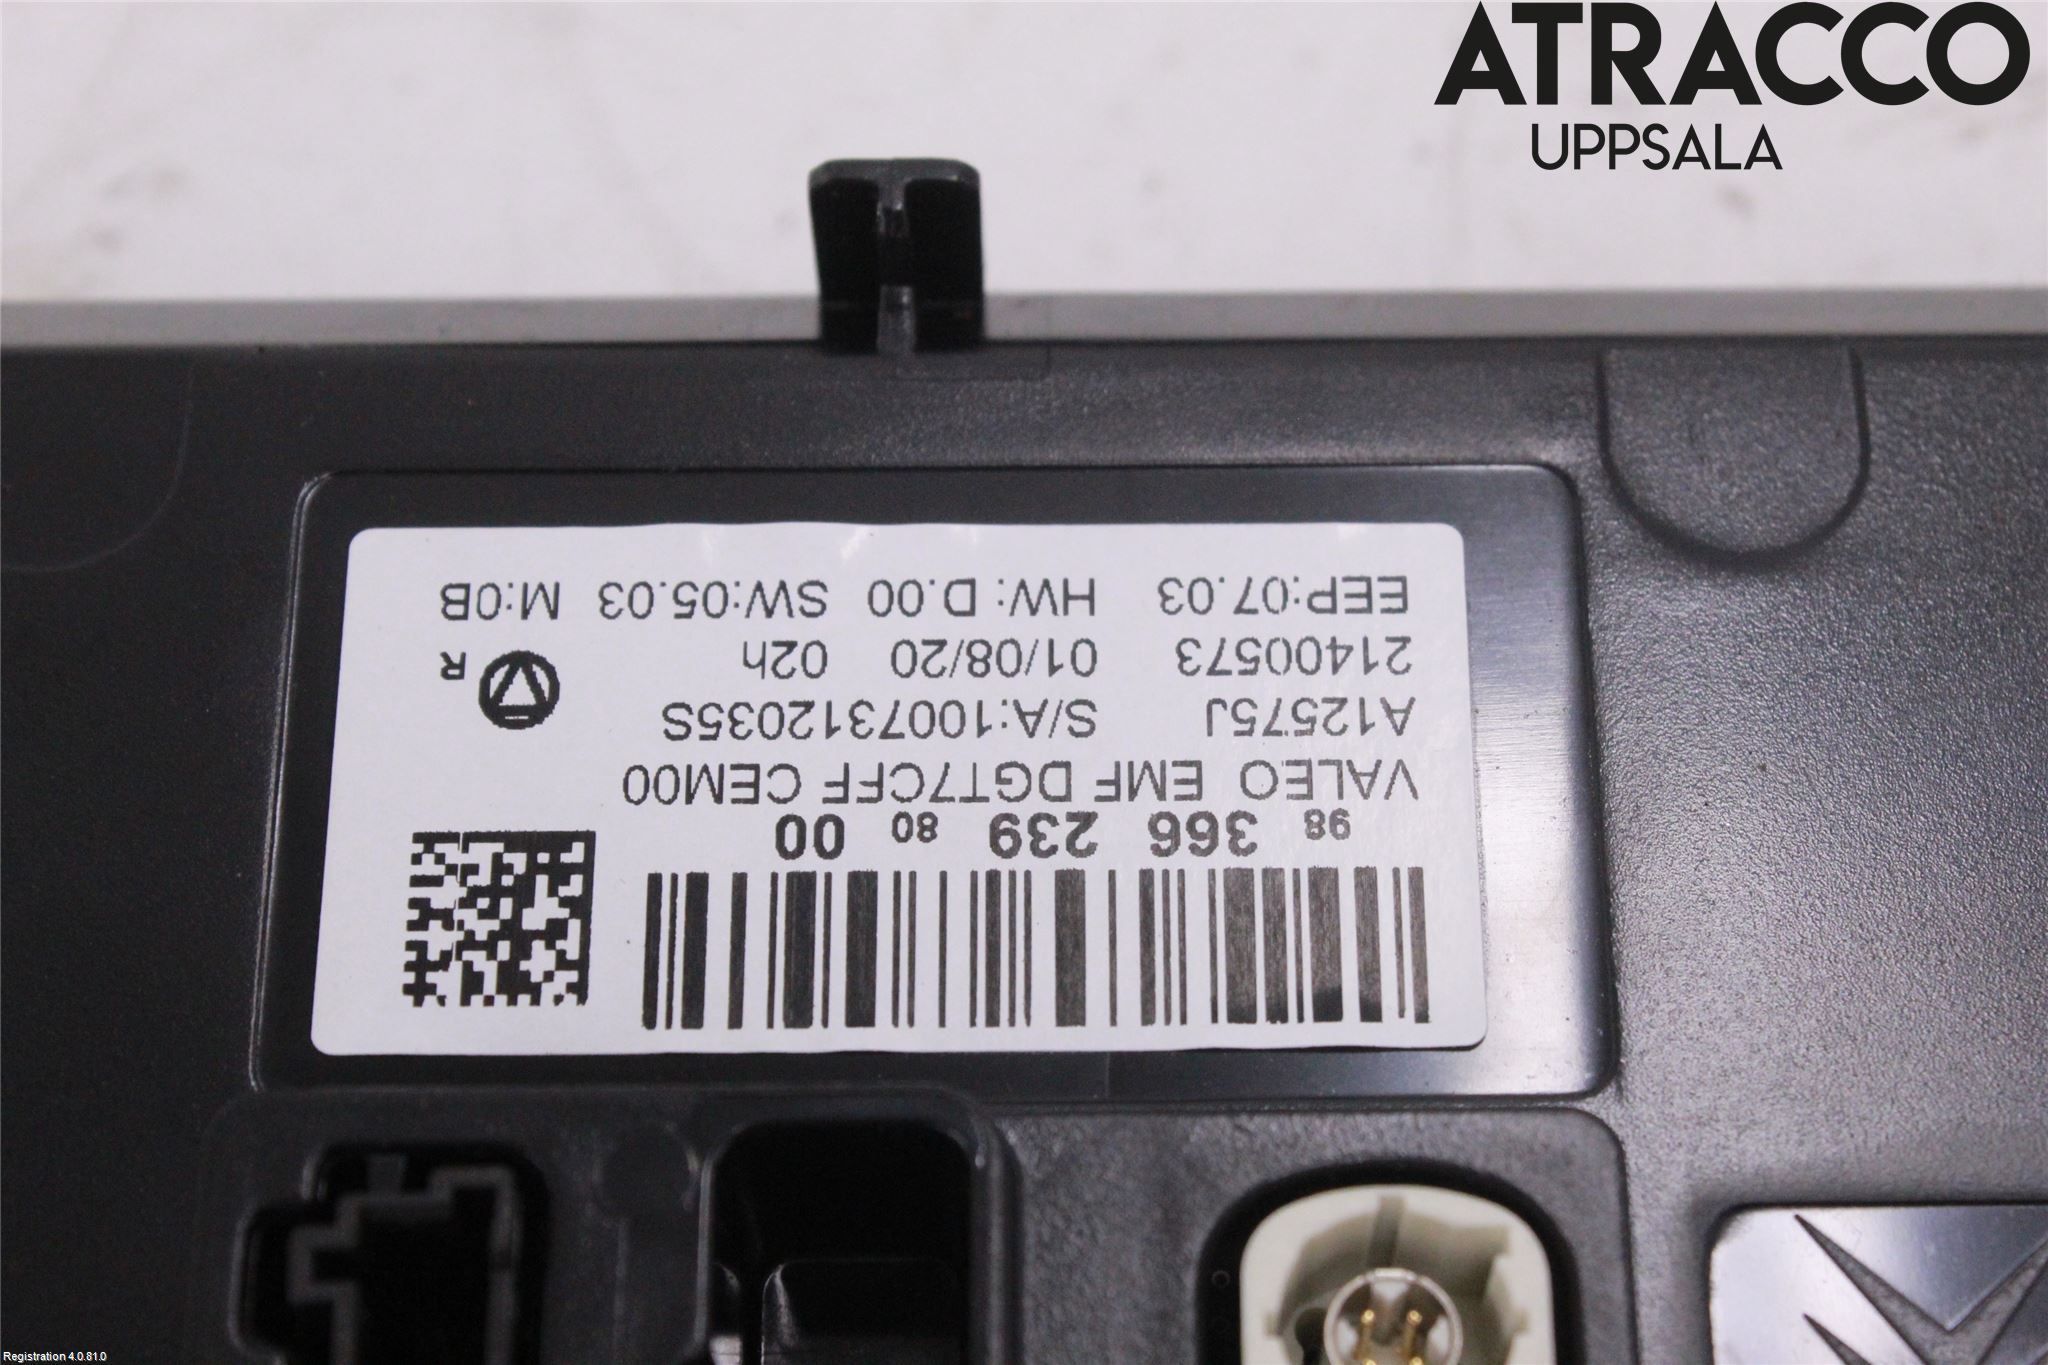 ATRACCO
UPPSALA
98 366 239 80 00
VALEO EMF DGT7CFF CEM00
A12575J S/A:1007312035S
21400573 01/08/20 02h R
EEP:07.03 HW: D.00 SW:05.03 M:0B
Registration 4.0.81.0